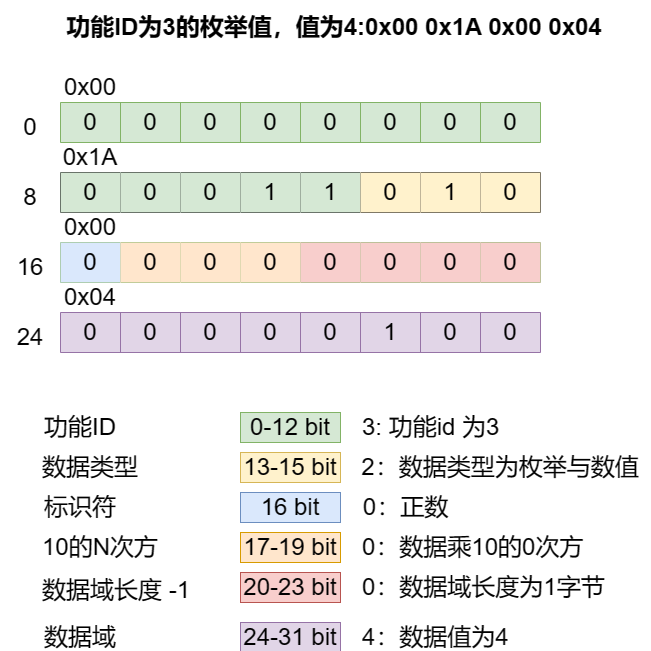 功能ID为3的枚举值，值为4:0x00 0x1A 0x00 0x04
0x00
0 0 0 0 0 0 0 0 0
0x1A
8 0 0 0 1 1 0 1 0
0x00
16 0 0 0 0 0 0 0 0
0x04
24 0 0 0 0 0 1 0 0
功能ID 0-12 bit 3: 功能id 为3
数据类型 13-15 bit 2：数据类型为枚举与数值
标识符 16 bit 0：正数
10的N次方 17-19 bit 0：数据乘10的0次方
数据域长度 -1 20-23 bit 0：数据域长度为1字节
数据域 24-31 bit 4：数据值为4